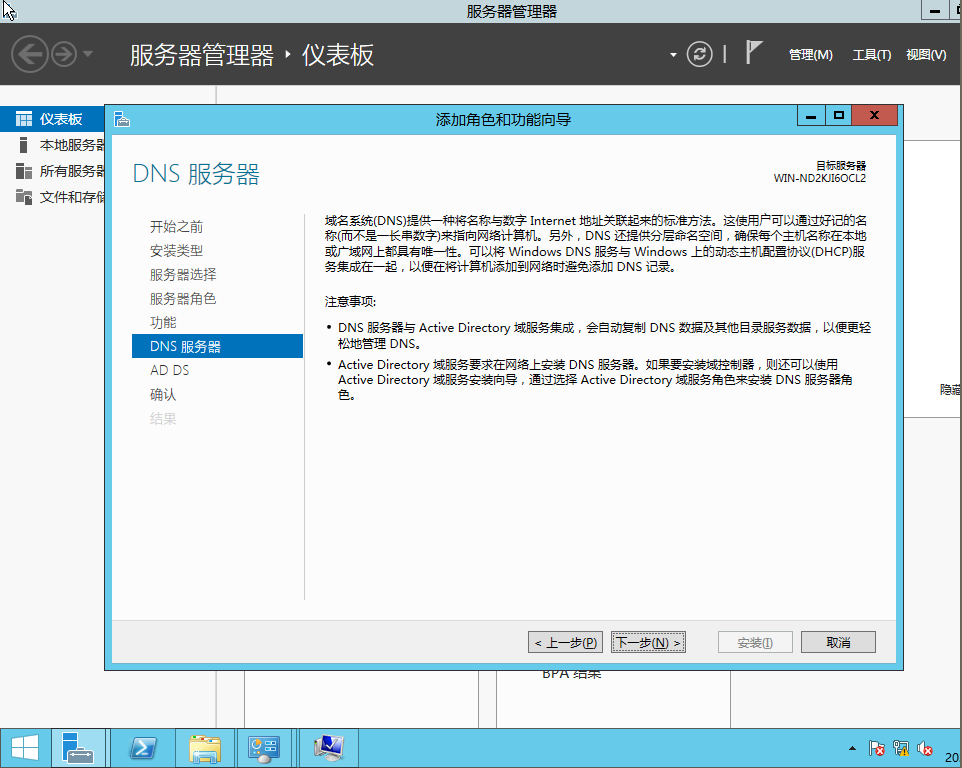 服务器管理器
服务器管理器 · 仪表板
管理(M) 工具(T) 视图(V)
仪表板
本地服务器
所有服务器
文件和存储
添加角色和功能向导
DNS 服务器
目标服务器
WIN-ND2KJI6OCL2
开始之前
安装类型
服务器选择
服务器角色
功能
DNS 服务器
AD DS
确认
结果
域名系统(DNS)提供一种将名称与数字 Internet 地址关联起来的标准方法。这使用户可以通过好记的名
称(而不是一长串数字)来指向网络计算机。另外，DNS 还提供分层命名空间，确保每个主机名称在本地
或广域网上都具有唯一性。可以将 Windows DNS 服务与 Windows 上的动态主机配置协议(DHCP)服
务集成在一起，以便在将计算机添加到网络时避免添加 DNS 记录。
注意事项:
• DNS 服务器与 Active Directory 域服务集成，会自动复制 DNS 数据及其他目录服务数据，以便更轻
松地管理 DNS。
• Active Directory 域服务要求在网络上安装 DNS 服务器。如果要安装域控制器，则还可以使用
Active Directory 域服务安装向导，通过选择 Active Directory 域服务角色来安装 DNS 服务器角
色。
隐藏
< 上一步(P) 下一步(N) > 安装(I) 取消
BPA 结果
20